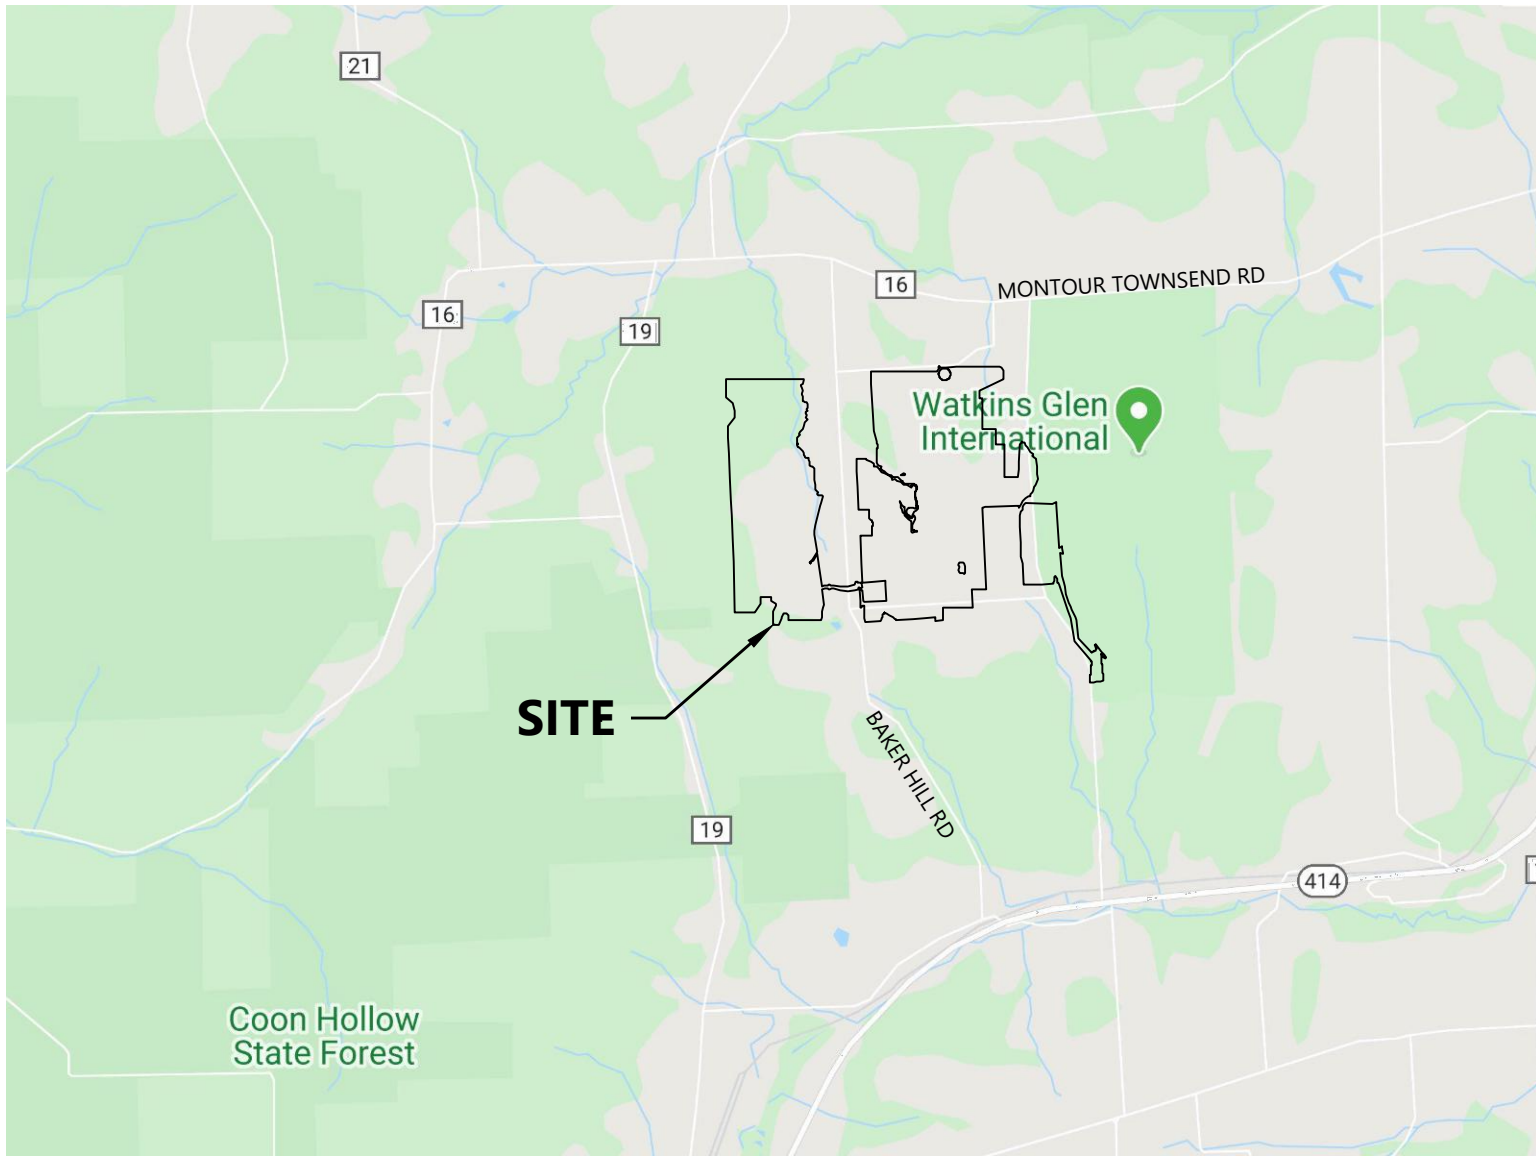 21
16
MONTOUR TOWNSEND RD
16
19
Watkins Glen
International
SITE
BAKER HILL RD
19
414
Coon Hollow
State Forest